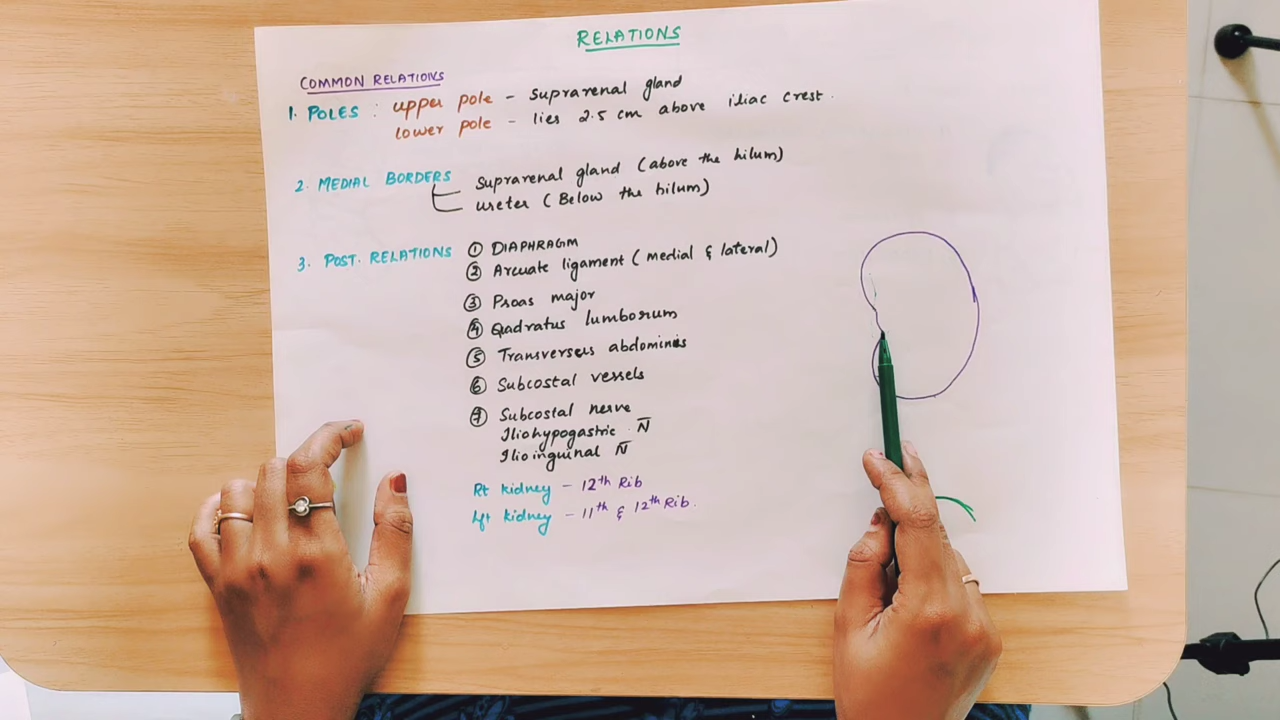 RELATIONS
COMMON RELATIONS
1. POLES : upper pole - suprarenal gland
lower pole - lies 2.5 cm above iliac crest.
2. MEDIAL BORDERS suprarenal gland (above the hilum)
ureter (Below the hilum)
3. POST. RELATIONS ① DIAPHRAGM
② Arcuate ligament (medial & lateral)
③ Psoas major
④ Qadratus lumborum
⑤ Transversus abdominis
⑥ Subcostal vessels
⑦ Subcostal nerve
Iliohypogastric N̄
Ilioinguinal N̄
Rt kidney - 12th Rib
Lft kidney - 11th & 12th Rib.